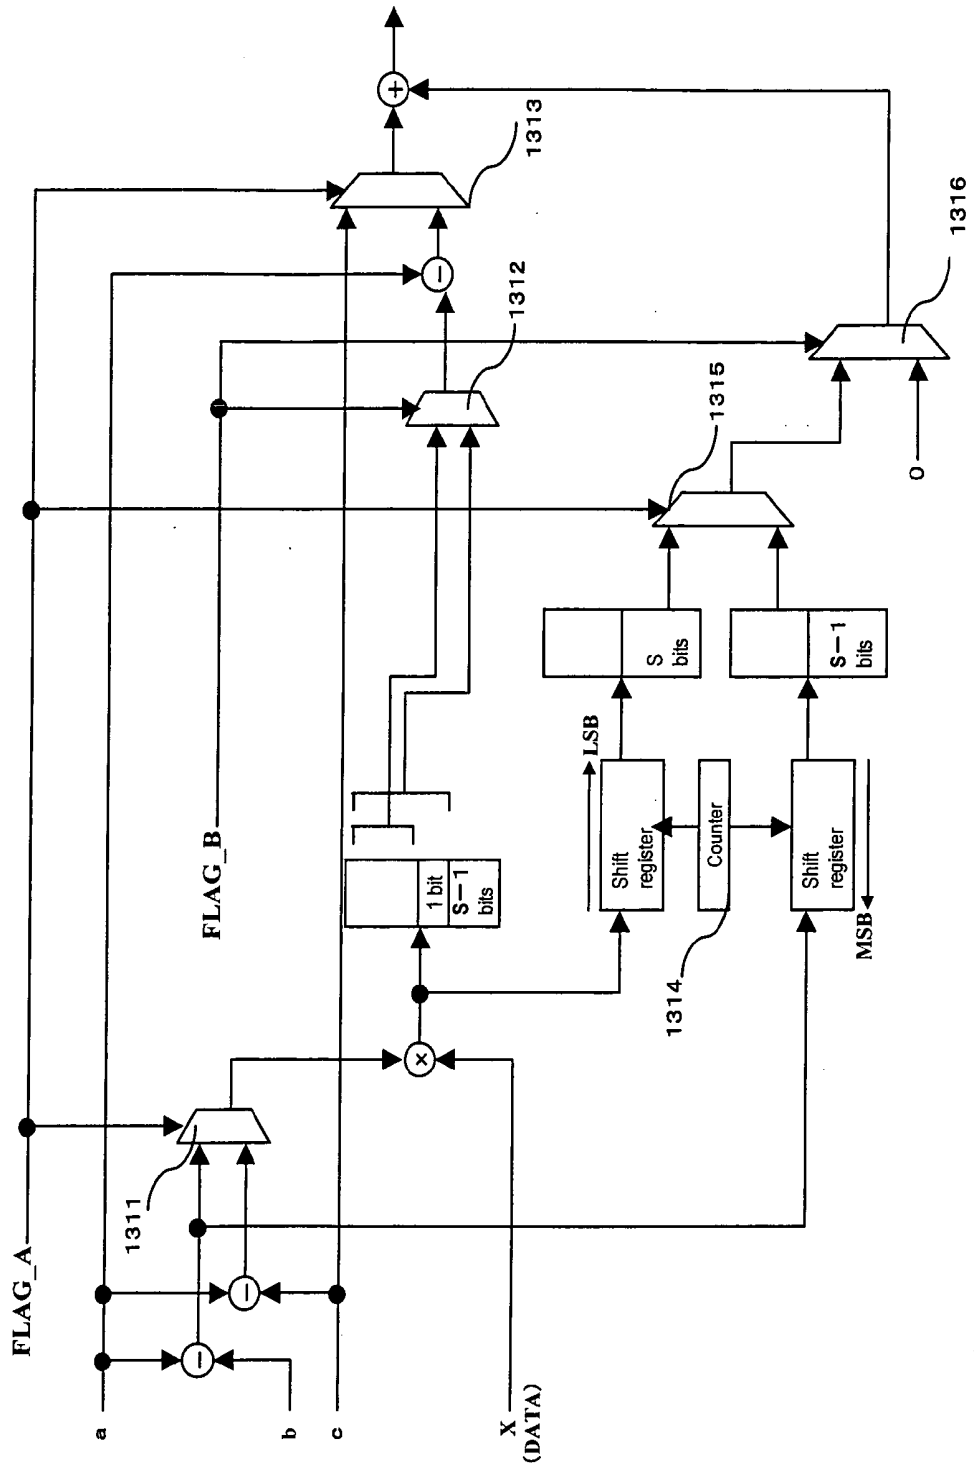 FLAG_A
a
b
c
X
(DATA)
1311
−
−
×
FLAG_B
1 bit
S−1
bits
1314
MSB
LSB
Shift
register
Counter
Shift
register
S
bits
S−1
bits
1312
−
1315
0
1316
1313
+